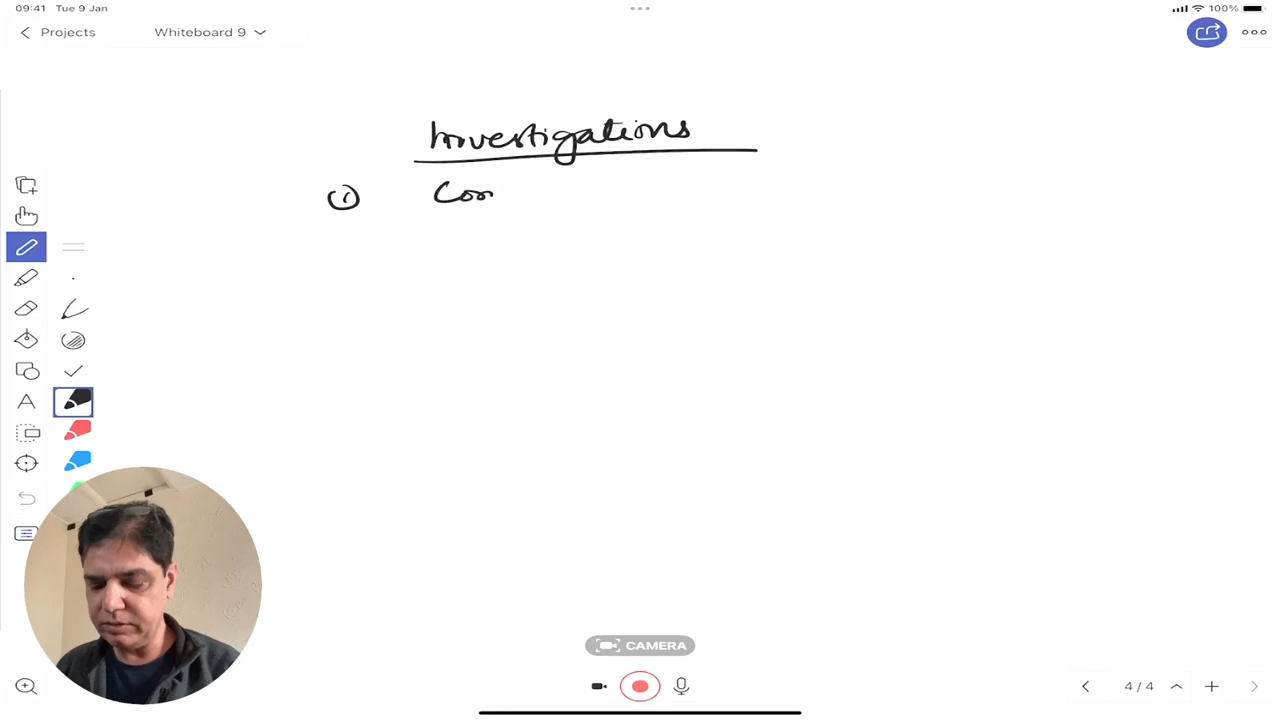 09:41 Tue 9 Jan 100%
Projects Whiteboard 9
Investigations
① Con
A
CAMERA
4/4